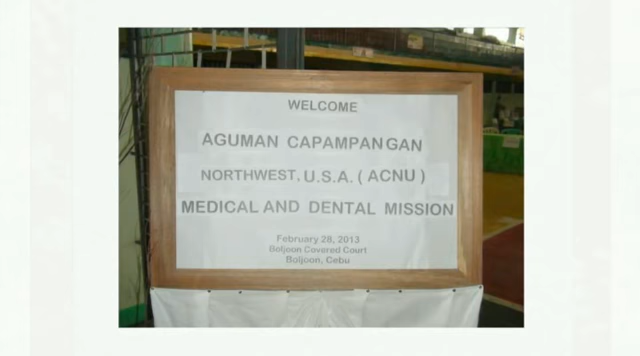 WELCOME
AGUMAN CAPAMPANGAN
NORTHWEST, U.S.A. ( ACNU )
MEDICAL AND DENTAL MISSION
February 28, 2013
Boljoon Covered Court
Boljoon, Cebu